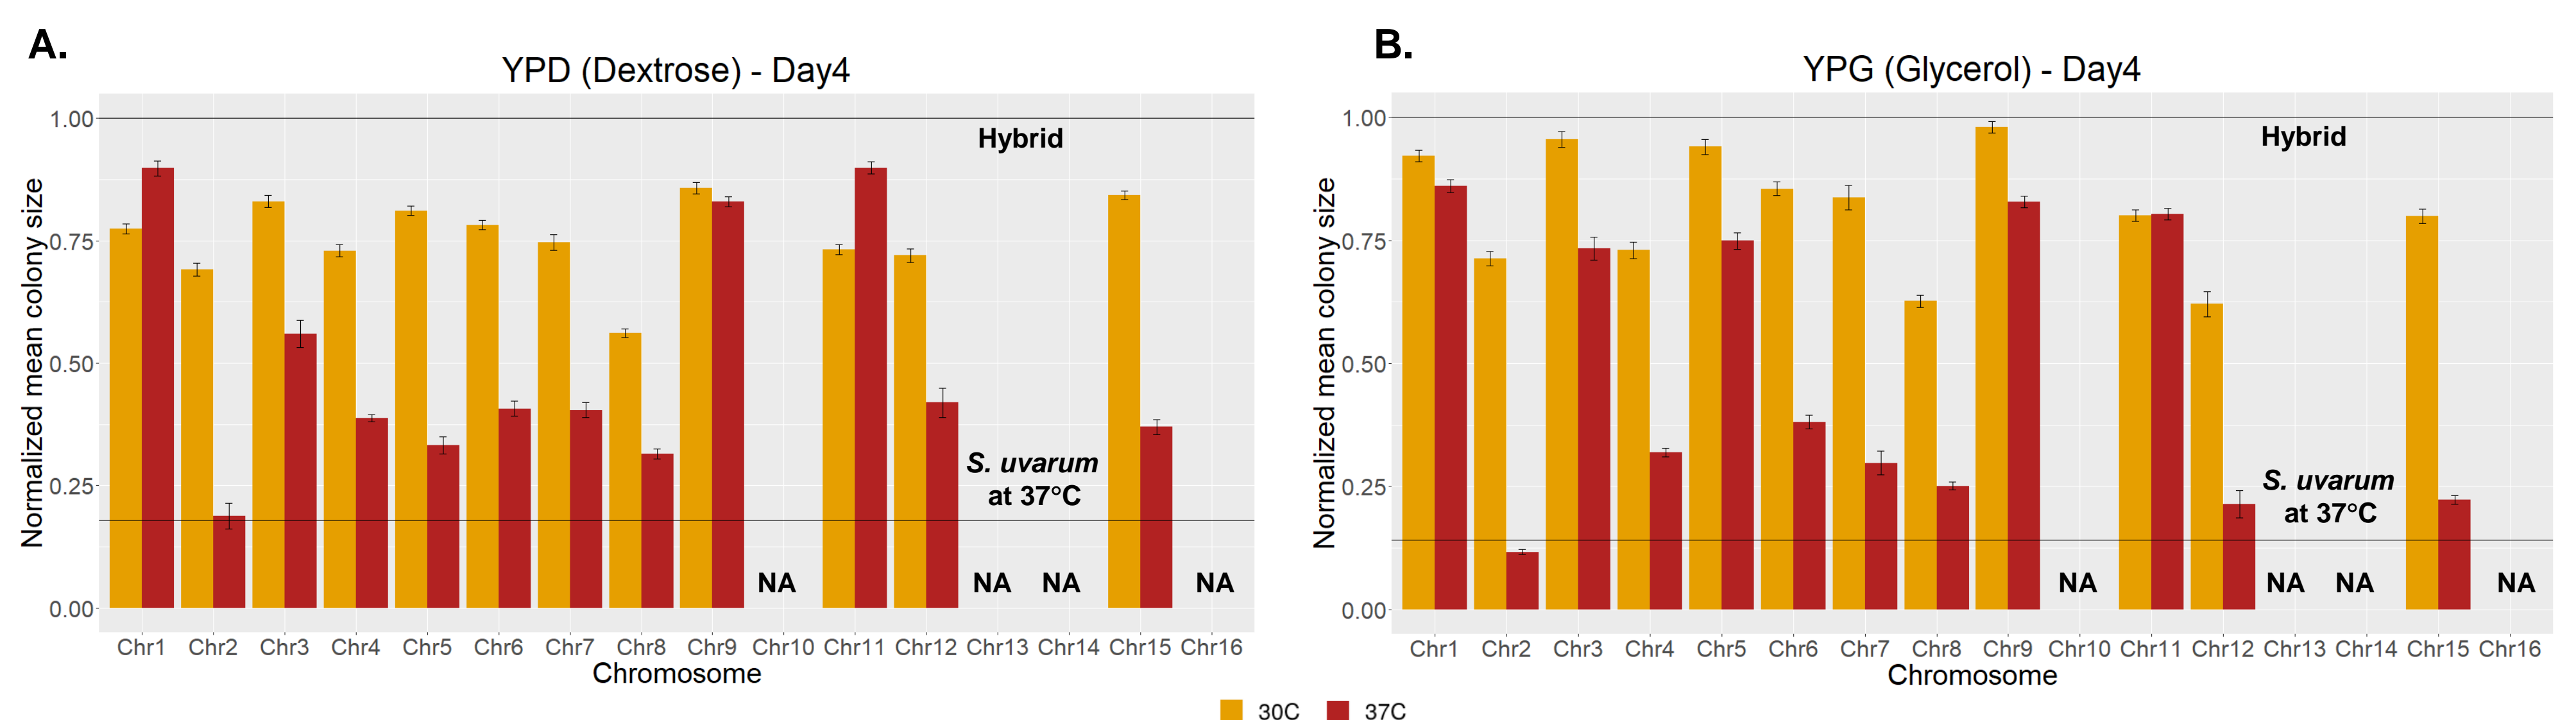 A.
YPD (Dextrose) - Day4
Normalized mean colony size
1.00
0.75
0.50
0.25
0.00
Hybrid
S. uvarum
at 37°C
NA
NA
NA
NA
Chr1 Chr2 Chr3 Chr4 Chr5 Chr6 Chr7 Chr8 Chr9 Chr10 Chr11 Chr12 Chr13 Chr14 Chr15 Chr16
Chromosome
B.
YPG (Glycerol) - Day4
Normalized mean colony size
1.00
0.75
0.50
0.25
0.00
Hybrid
S. uvarum
at 37°C
NA
NA
NA
NA
Chr1 Chr2 Chr3 Chr4 Chr5 Chr6 Chr7 Chr8 Chr9 Chr10 Chr11 Chr12 Chr13 Chr14 Chr15 Chr16
Chromosome
30C 37C